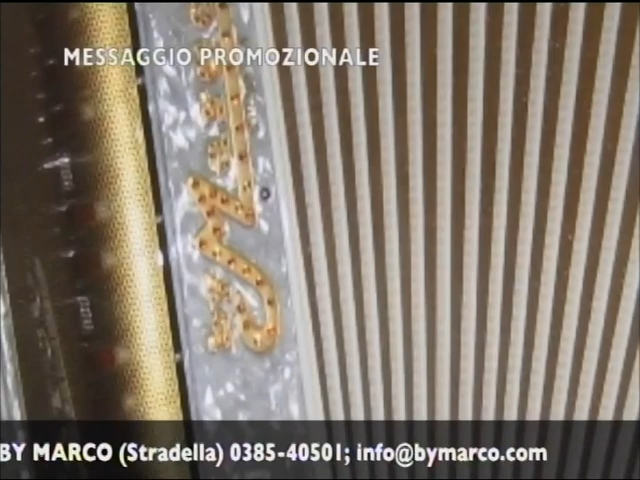 MESSAGGIO PROMOZIONALE
BY MARCO (Stradella) 0385-40501; info@bymarco.com